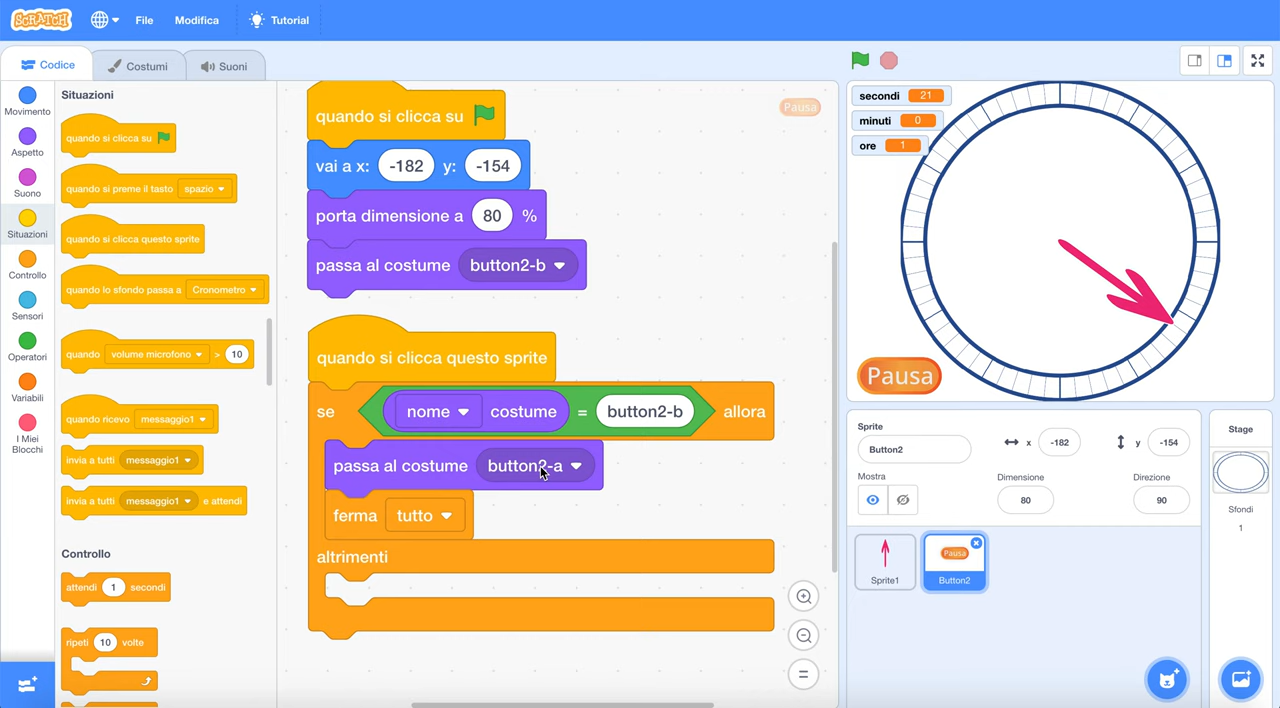 SCRATCH File Modifica Tutorial
Codice Costumi Suoni
Movimento
Aspetto
Suono
Situazioni
Controllo
Sensori
Operatori
Variabili
I Miei
Blocchi
Situazioni
quando si clicca su
quando si preme il tasto spazio
quando si clicca questo sprite
quando lo sfondo passa a Cronometro
quando volume microfono > 10
quando ricevo messaggio1
invia a tutti messaggio1
invia a tutti messaggio1 e attendi
Controllo
attendi 1 secondi
ripeti 10 volte
Pausa
quando si clicca su
vai a x: -182 y: -154
porta dimensione a 80 %
passa al costume button2-b
quando si clicca questo sprite
se nome costume = button2-b allora
passa al costume button2-a
ferma tutto
altrimenti
secondi 21
minuti 0
ore 1
Pausa
Sprite
Button2
x -182 y -154
Mostra
Dimensione
80
Direzione
90
Sprite1
Pausa
Button2
Stage
Sfondi
1